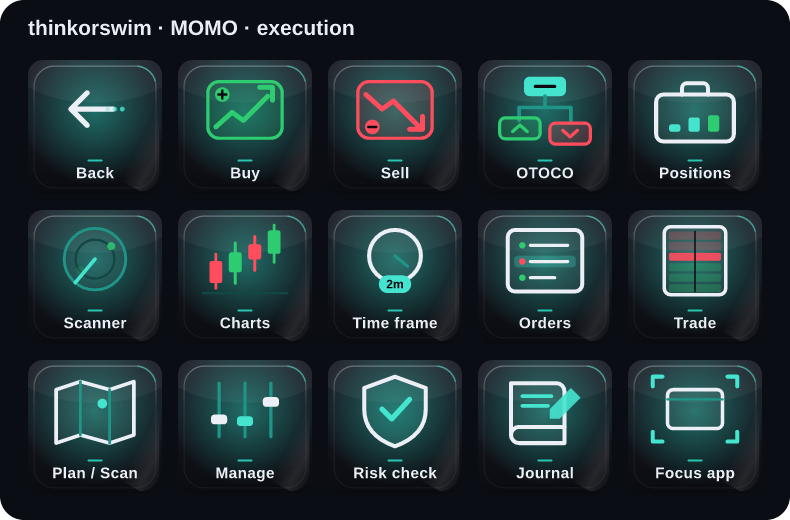 thinkorswim · MOMO · execution
Back
Buy
Sell
OTOCO
Positions
Scanner
Charts
2m
Time frame
Orders
Trade
Plan / Scan
Manage
Risk check
Journal
Focus app